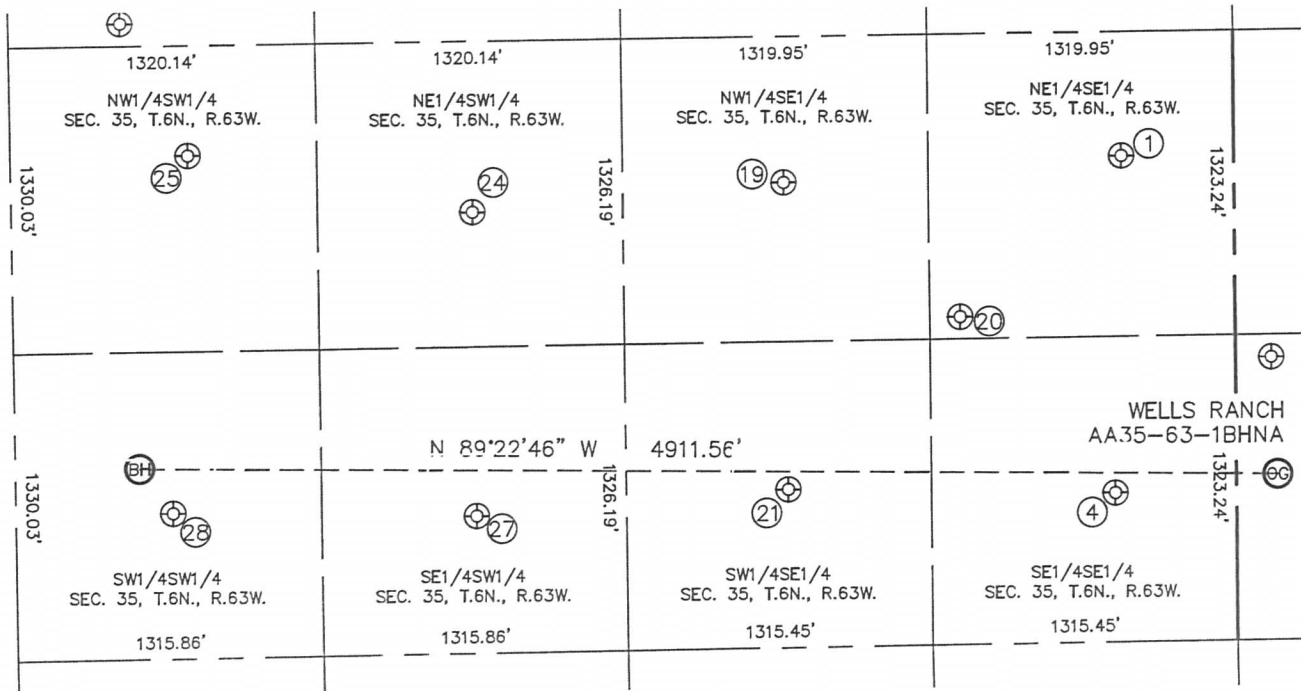 1320.14'
1320.14'
1319.95'
1319.95'
NW1/4SW1/4
SEC. 35, T.6N., R.63W.
NE1/4SW1/4
SEC. 35, T.6N., R.63W.
NW1/4SE1/4
SEC. 35, T.6N., R.63W.
NE1/4SE1/4
SEC. 35, T.6N., R.63W.
1330.03'
25
24
1326.19'
19
1
1323.24'
20
WELLS RANCH
AA35-63-1BHNA
N 89°22'46" W 4911.56'
BH
OG
1330.03'
28
27
1326.19'
21
4
1323.24'
SW1/4SW1/4
SEC. 35, T.6N., R.63W.
SE1/4SW1/4
SEC. 35, T.6N., R.63W.
SW1/4SE1/4
SEC. 35, T.6N., R.63W.
SE1/4SE1/4
SEC. 35, T.6N., R.63W.
1315.86'
1315.86'
1315.45'
1315.45'